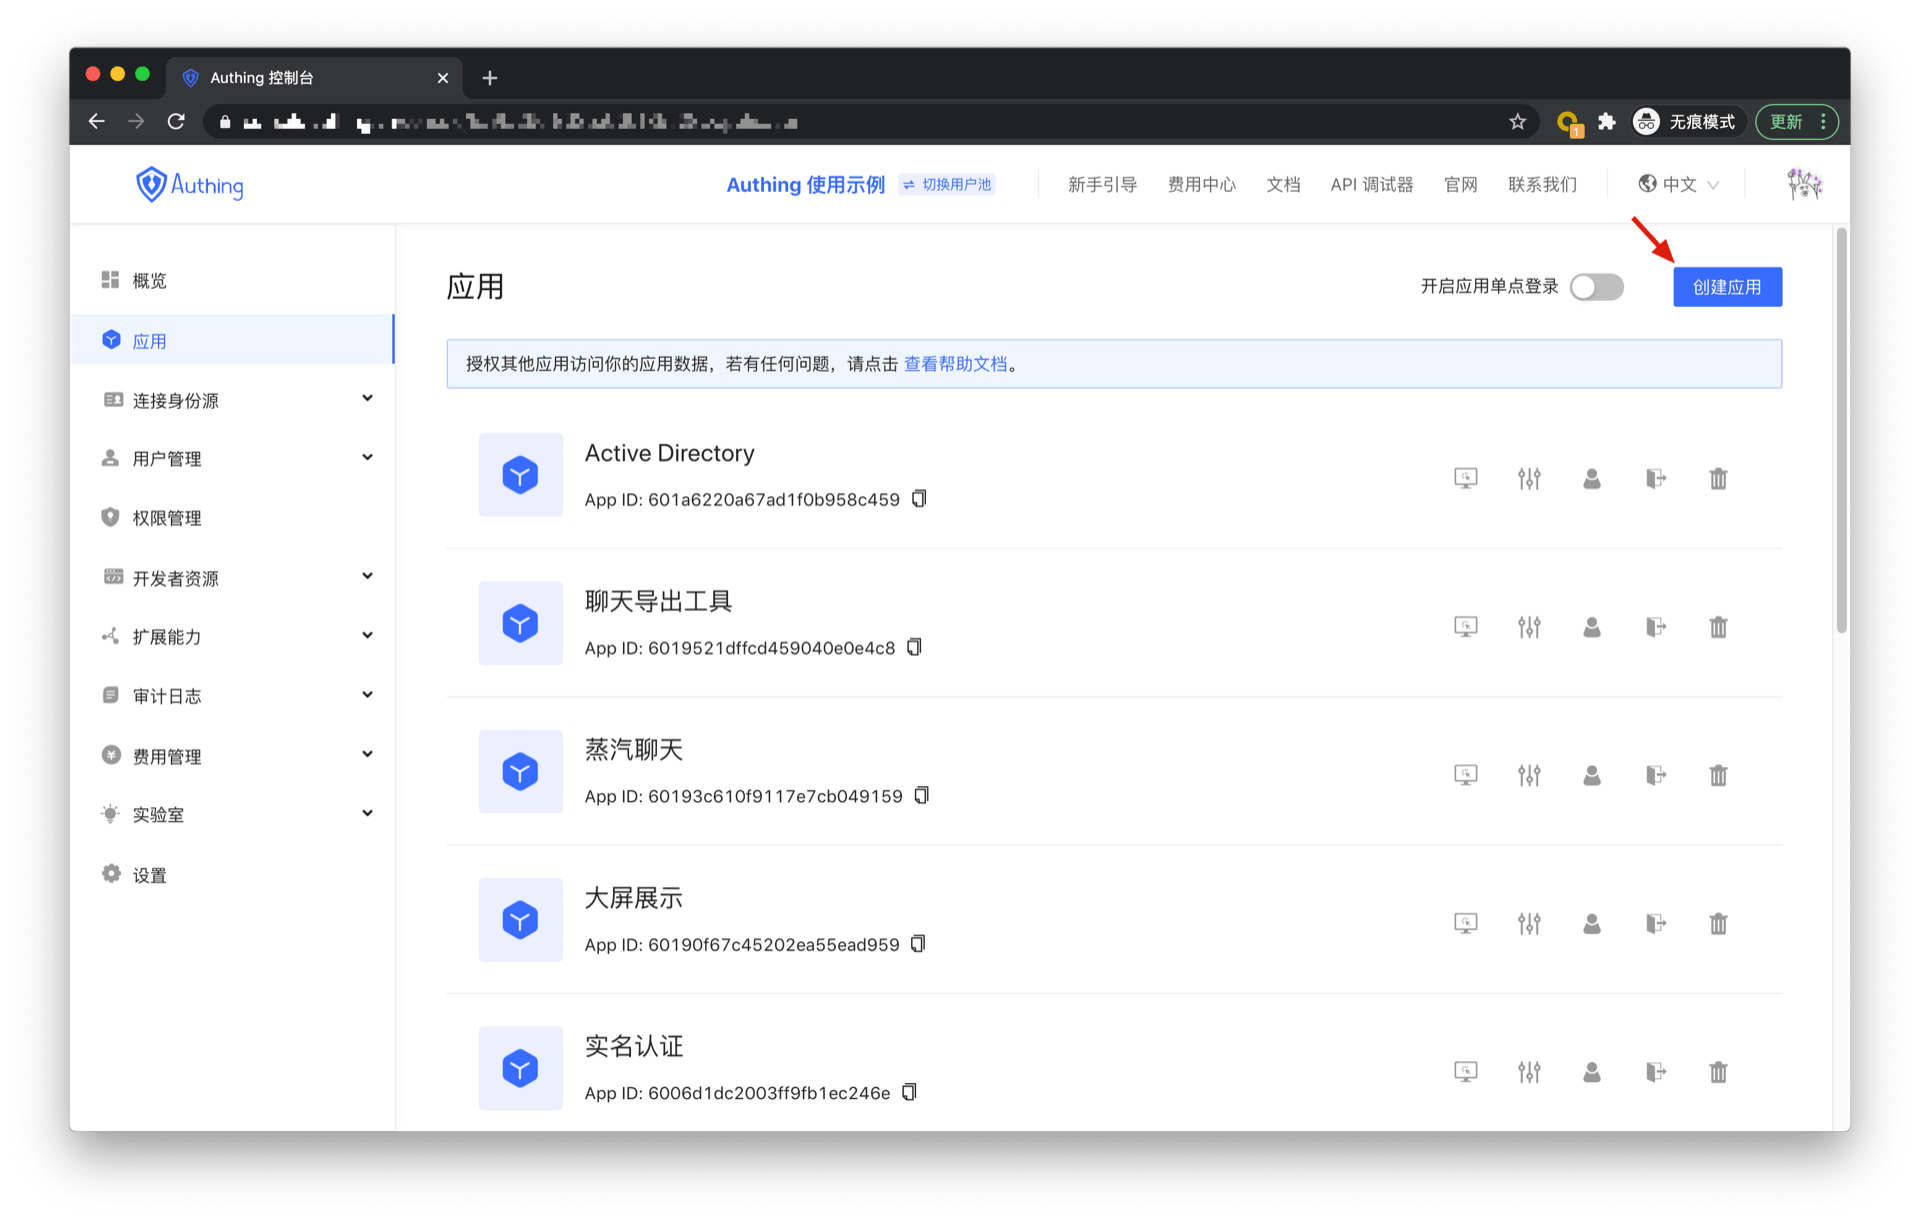 Authing 控制台
1
无痕模式
更新
Authing
Authing 使用示例
切换用户池
新手引导
费用中心
文档
API 调试器
官网
联系我们
中文
概览
应用
连接身份源
用户管理
权限管理
开发者资源
扩展能力
审计日志
费用管理
实验室
设置
应用
开启应用单点登录
创建应用
授权其他应用访问你的应用数据，若有任何问题，请点击 查看帮助文档。
Active Directory
App ID: 601a6220a67ad1f0b958c459
聊天导出工具
App ID: 6019521dffcd459040e0e4c8
蒸汽聊天
App ID: 60193c610f9117e7cb049159
大屏展示
App ID: 60190f67c45202ea55ead959
实名认证
App ID: 6006d1dc2003ff9fb1ec246e